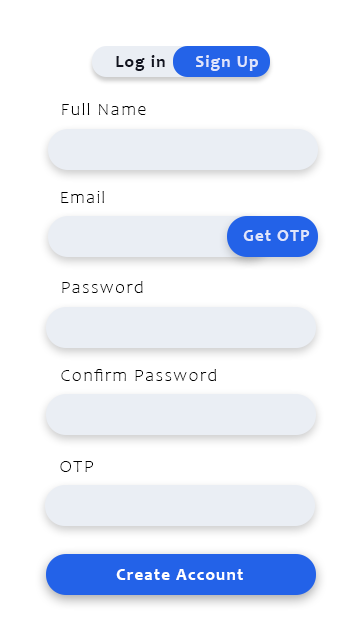 Log in Sign Up
Full Name
Email
Get OTP
Password
Confirm Password
OTP
Create Account